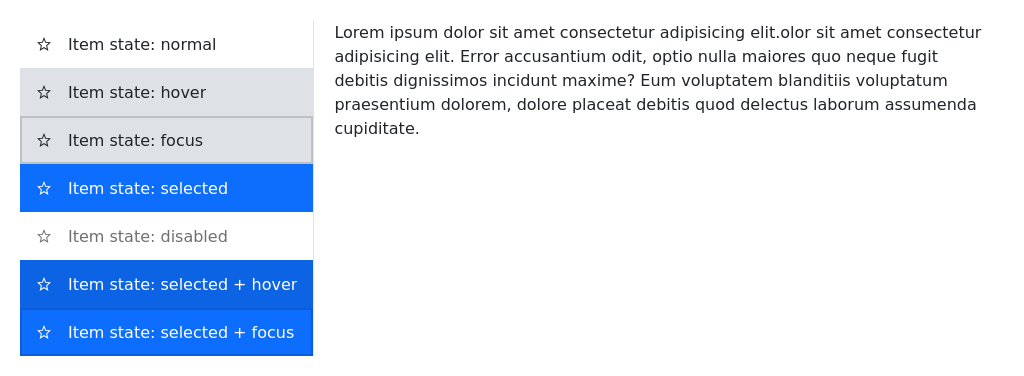 Item state: normal
Item state: hover
Item state: focus
Item state: selected
Item state: disabled
Item state: selected + hover
Item state: selected + focus
Lorem ipsum dolor sit amet consectetur adipisicing elit.olor sit amet consectetur
adipisicing elit. Error accusantium odit, optio nulla maiores quo neque fugit
debitis dignissimos incidunt maxime? Eum voluptatem blanditiis voluptatum
praesentium dolorem, dolore placeat debitis quod delectus laborum assumenda
cupiditate.